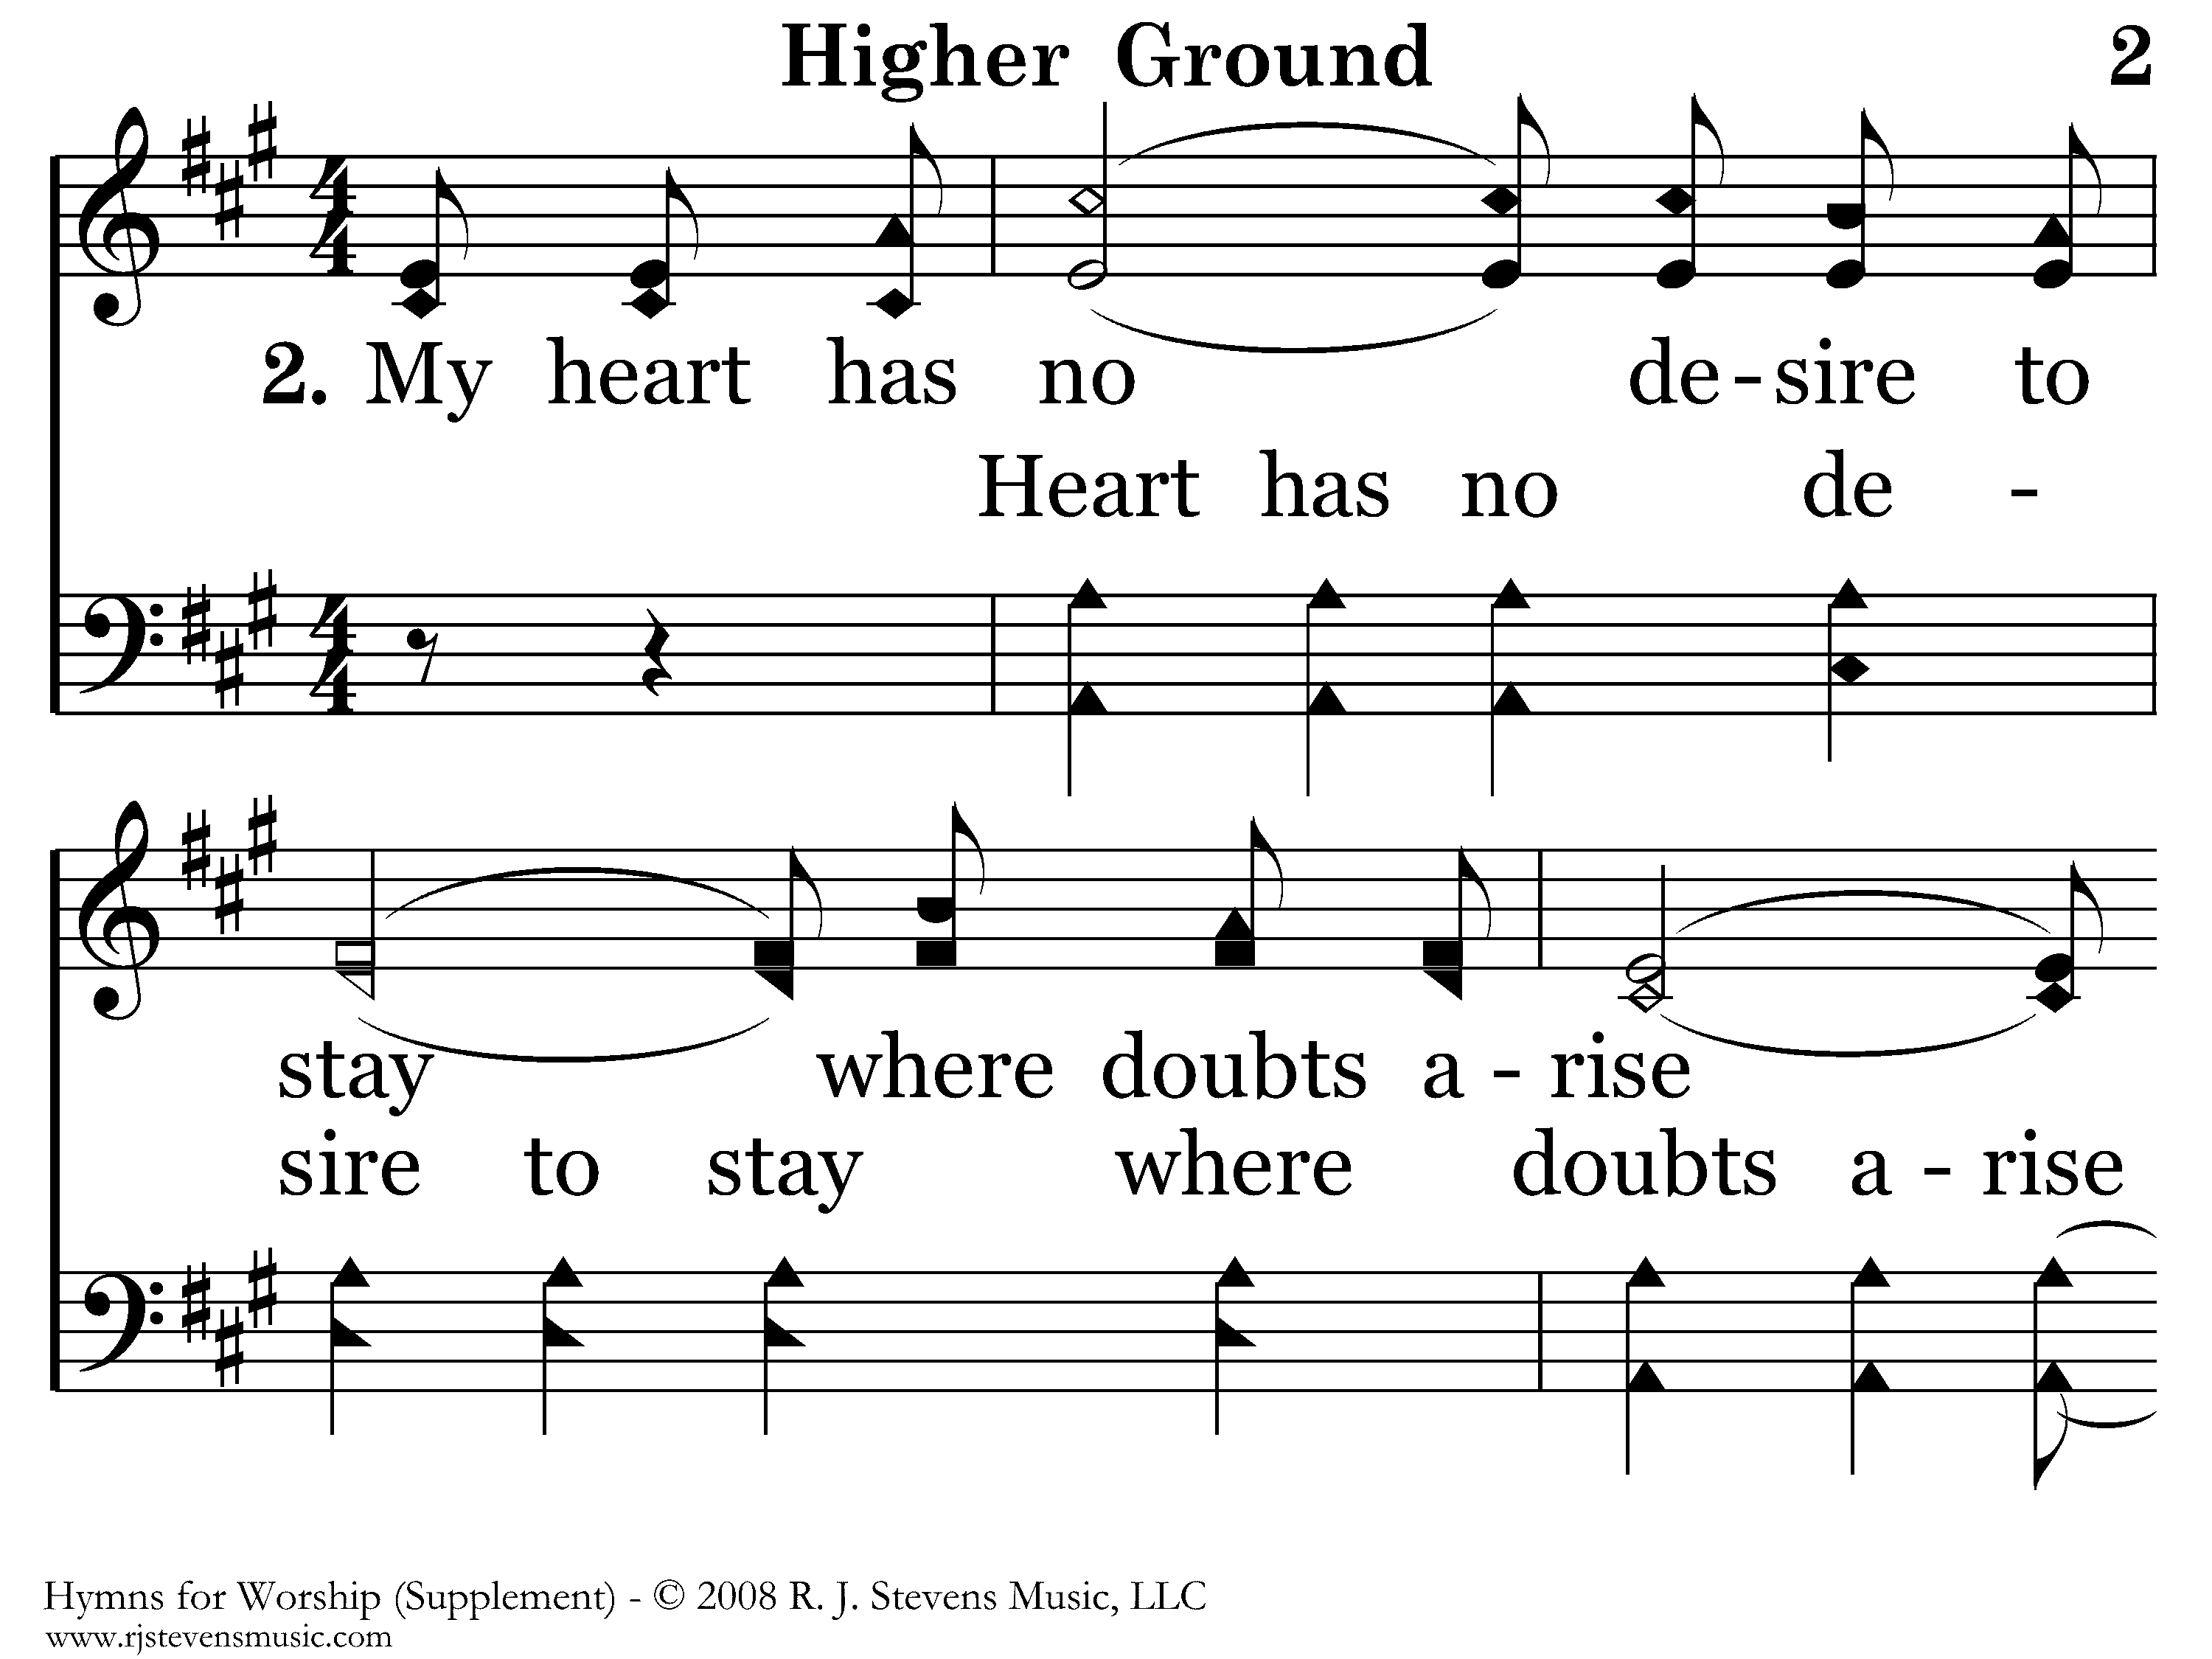 Higher Ground 2
2. My heart has no de-sire to
Heart has no de -
stay where doubts a - rise
sire to stay where doubts a - rise
Hymns for Worship (Supplement) - © 2008 R. J. Stevens Music, LLC
www.rjstevensmusic.com